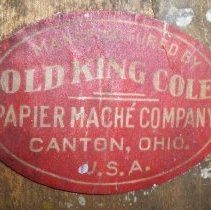 MANUFACTURED BY
OLD KING COLE
PAPIER MACHÉ COMPANY
CANTON, OHIO.
U.S.A.